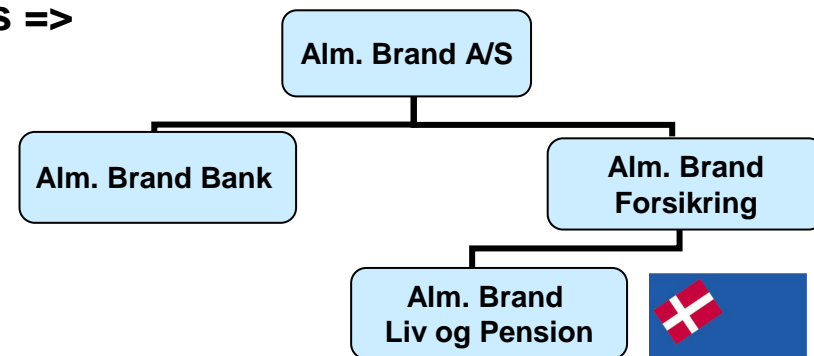 s =>
Alm. Brand A/S
Alm. Brand Bank
Alm. Brand
Forsikring
Alm. Brand
Liv og Pension